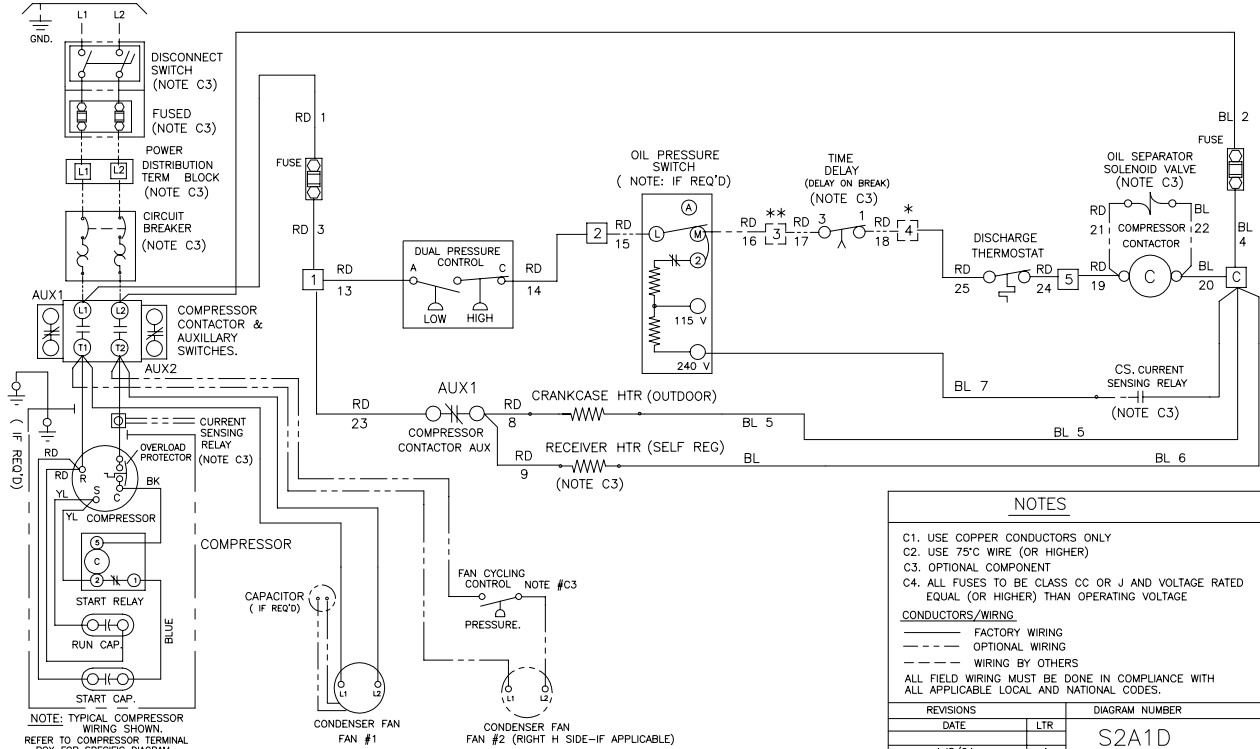 L1 L2
GND.
DISCONNECT
SWITCH
(NOTE C3)
FUSED
(NOTE C3)
POWER
DISTRIBUTION
TERM BLOCK
(NOTE C3)
L1 L2
CIRCUIT
BREAKER
(NOTE C3)
AUX1
L1 L2
T1 T2
COMPRESSOR
CONTACTOR &
AUXILLARY
SWITCHES.
AUX2
RD 1
FUSE
RD 3
1
RD
13
DUAL PRESSURE
CONTROL
A C
LOW HIGH
RD
14
2
RD
15
OIL PRESSURE
SWITCH
( NOTE: IF REQ'D)
A
L M
2
115 V
240 V
RD
16
**
3
RD
17
TIME
DELAY
(DELAY ON BREAK)
(NOTE C3)
3 1
RD
18
*
4
DISCHARGE
THERMOSTAT
RD
25
RD
24
5
RD
19
OIL SEPARATOR
SOLENOID VALVE
(NOTE C3)
RD
21
BL
22
COMPRESSOR
CONTACTOR
C
BL
20
BL 2
FUSE
BL
4
C
BL 7
CS. CURRENT
SENSING RELAY
(NOTE C3)
RD
23
AUX1
COMPRESSOR
CONTACTOR AUX
RD
8
CRANKCASE HTR (OUTDOOR)
BL 5
BL 5
RD
9
RECEIVER HTR (SELF REG)
(NOTE C3)
BL
BL 6
( IF REQ'D)
CURRENT
SENSING
RELAY
(NOTE C3)
OVERLOAD
PROTECTOR
RD
RD
R
S
C
BK
YL
YL
COMPRESSOR
COMPRESSOR
5
C
2 1
START RELAY
BLUE
RUN CAP.
START CAP.
NOTE: TYPICAL COMPRESSOR
WIRING SHOWN.
REFER TO COMPRESSOR TERMINAL
BOX FOR SPECIFIC DIAGRAM
CAPACITOR
( IF REQ'D)
L1 L2
CONDENSER FAN
FAN #1
FAN CYCLING
CONTROL
NOTE #C3
PRESSURE.
L1 L2
CONDENSER FAN
FAN #2 (RIGHT H SIDE-IF APPLICABLE)
NOTES
C1. USE COPPER CONDUCTORS ONLY
C2. USE 75°C WIRE (OR HIGHER)
C3. OPTIONAL COMPONENT
C4. ALL FUSES TO BE CLASS CC OR J AND VOLTAGE RATED
EQUAL (OR HIGHER) THAN OPERATING VOLTAGE
CONDUCTORS/WIRNG
FACTORY WIRING
OPTIONAL WIRING
WIRING BY OTHERS
ALL FIELD WIRING MUST BE DONE IN COMPLIANCE WITH
ALL APPLICABLE LOCAL AND NATIONAL CODES.
REVISIONS
DIAGRAM NUMBER
DATE LTR
S2A1D